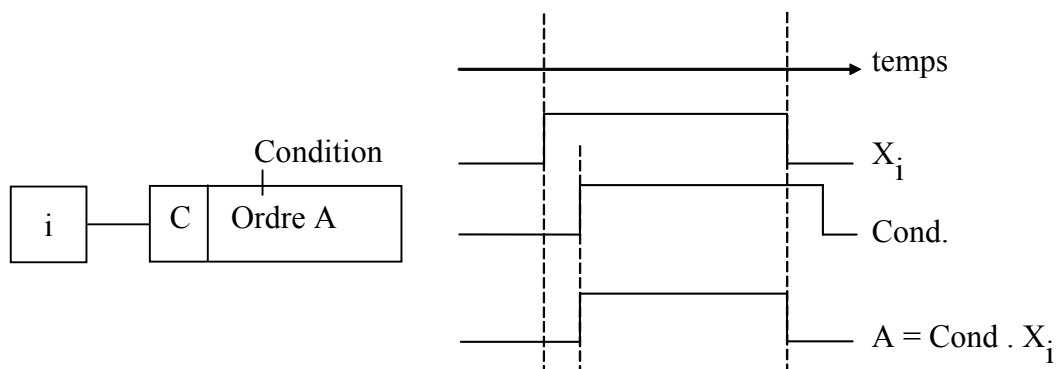 Condition
i
C
Ordre A
temps
Xi
Cond.
A = Cond . Xi